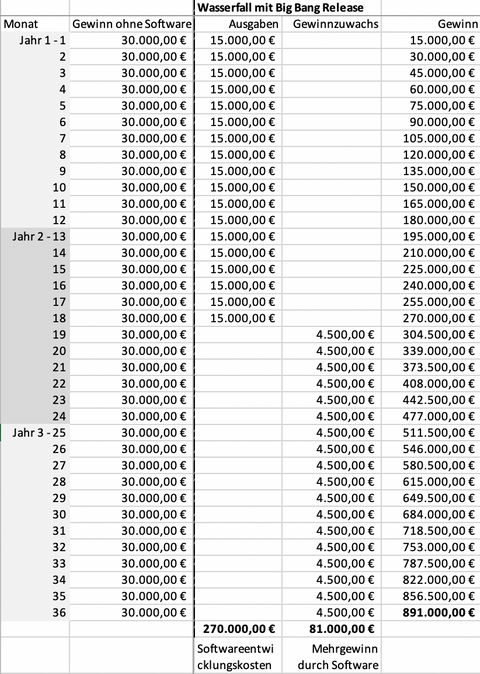 Wasserfall mit Big Bang Release
Monat Gewinn ohne Software Ausgaben Gewinnzuwachs Gewinn
Jahr 1 - 1 30.000,00 € 15.000,00 € 15.000,00 €
2 30.000,00 € 15.000,00 € 30.000,00 €
3 30.000,00 € 15.000,00 € 45.000,00 €
4 30.000,00 € 15.000,00 € 60.000,00 €
5 30.000,00 € 15.000,00 € 75.000,00 €
6 30.000,00 € 15.000,00 € 90.000,00 €
7 30.000,00 € 15.000,00 € 105.000,00 €
8 30.000,00 € 15.000,00 € 120.000,00 €
9 30.000,00 € 15.000,00 € 135.000,00 €
10 30.000,00 € 15.000,00 € 150.000,00 €
11 30.000,00 € 15.000,00 € 165.000,00 €
12 30.000,00 € 15.000,00 € 180.000,00 €
Jahr 2 - 13 30.000,00 € 15.000,00 € 195.000,00 €
14 30.000,00 € 15.000,00 € 210.000,00 €
15 30.000,00 € 15.000,00 € 225.000,00 €
16 30.000,00 € 15.000,00 € 240.000,00 €
17 30.000,00 € 15.000,00 € 255.000,00 €
18 30.000,00 € 15.000,00 € 270.000,00 €
19 30.000,00 € 4.500,00 € 304.500,00 €
20 30.000,00 € 4.500,00 € 339.000,00 €
21 30.000,00 € 4.500,00 € 373.500,00 €
22 30.000,00 € 4.500,00 € 408.000,00 €
23 30.000,00 € 4.500,00 € 442.500,00 €
24 30.000,00 € 4.500,00 € 477.000,00 €
Jahr 3 - 25 30.000,00 € 4.500,00 € 511.500,00 €
26 30.000,00 € 4.500,00 € 546.000,00 €
27 30.000,00 € 4.500,00 € 580.500,00 €
28 30.000,00 € 4.500,00 € 615.000,00 €
29 30.000,00 € 4.500,00 € 649.500,00 €
30 30.000,00 € 4.500,00 € 684.000,00 €
31 30.000,00 € 4.500,00 € 718.500,00 €
32 30.000,00 € 4.500,00 € 753.000,00 €
33 30.000,00 € 4.500,00 € 787.500,00 €
34 30.000,00 € 4.500,00 € 822.000,00 €
35 30.000,00 € 4.500,00 € 856.500,00 €
36 30.000,00 € 4.500,00 € 891.000,00 €
270.000,00 € 81.000,00 €
Softwareentwi Mehrgewinn
cklungskosten durch Software